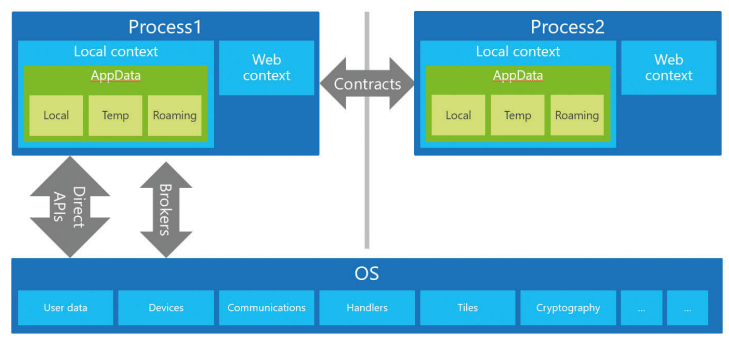 Process1
Local context
AppData
Local
Temp
Roaming
Web
context
Contracts
Process2
Local context
AppData
Local
Temp
Roaming
Web
context
Direct
APIs
Brokers
OS
User data
Devices
Communications
Handlers
Tiles
Cryptography
...
...